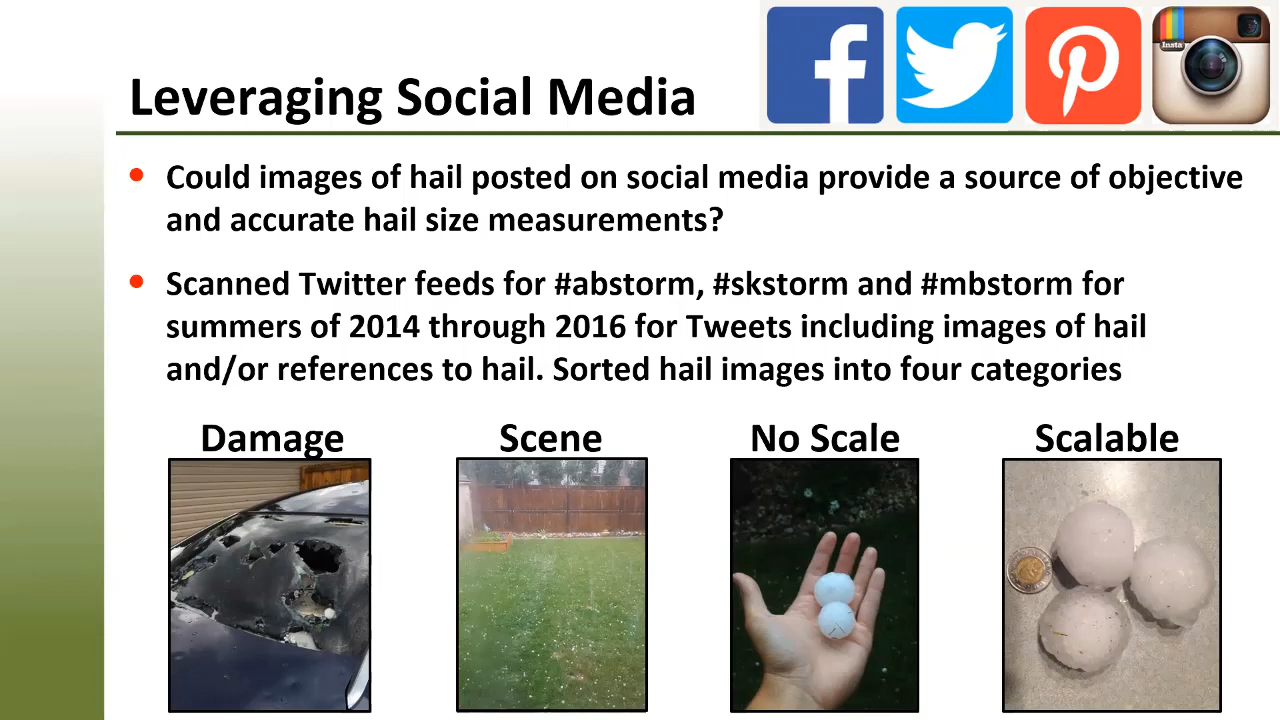 Insta
Leveraging Social Media
Could images of hail posted on social media provide a source of objective
and accurate hail size measurements?
Scanned Twitter feeds for #abstorm, #skstorm and #mbstorm for
summers of 2014 through 2016 for Tweets including images of hail
and/or references to hail. Sorted hail images into four categories
Damage
Scene
No Scale
Scalable